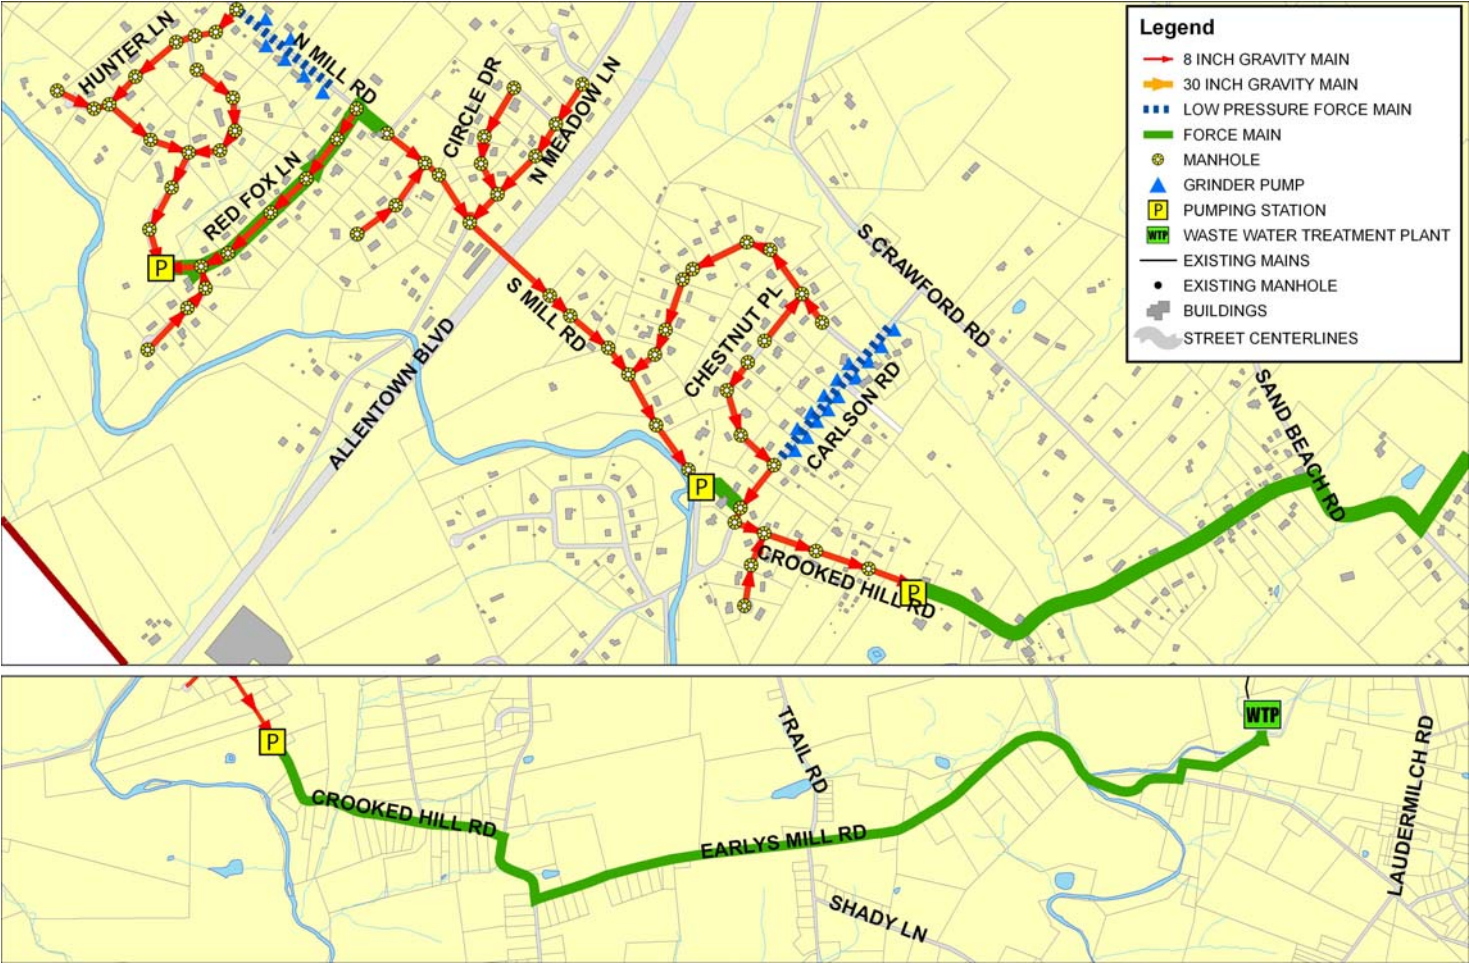 HUNTER LN
N MILL RD
CIRCLE DR
N MEADOW LN
RED FOX LN
P
S MILL RD
ALLENTOWN BLVD
CHESTNUT PL
S CRAWFORD RD
CARLSON RD
P
CROOKED HILL RD
P
SAND BEACH RD
Legend
8 INCH GRAVITY MAIN
30 INCH GRAVITY MAIN
LOW PRESSURE FORCE MAIN
FORCE MAIN
MANHOLE
GRINDER PUMP
P PUMPING STATION
WTP WASTE WATER TREATMENT PLANT
EXISTING MAINS
EXISTING MANHOLE
BUILDINGS
STREET CENTERLINES
P
CROOKED HILL RD
TRAIL RD
EARLYS MILL RD
SHADY LN
WTP
LAUDERMILCH RD